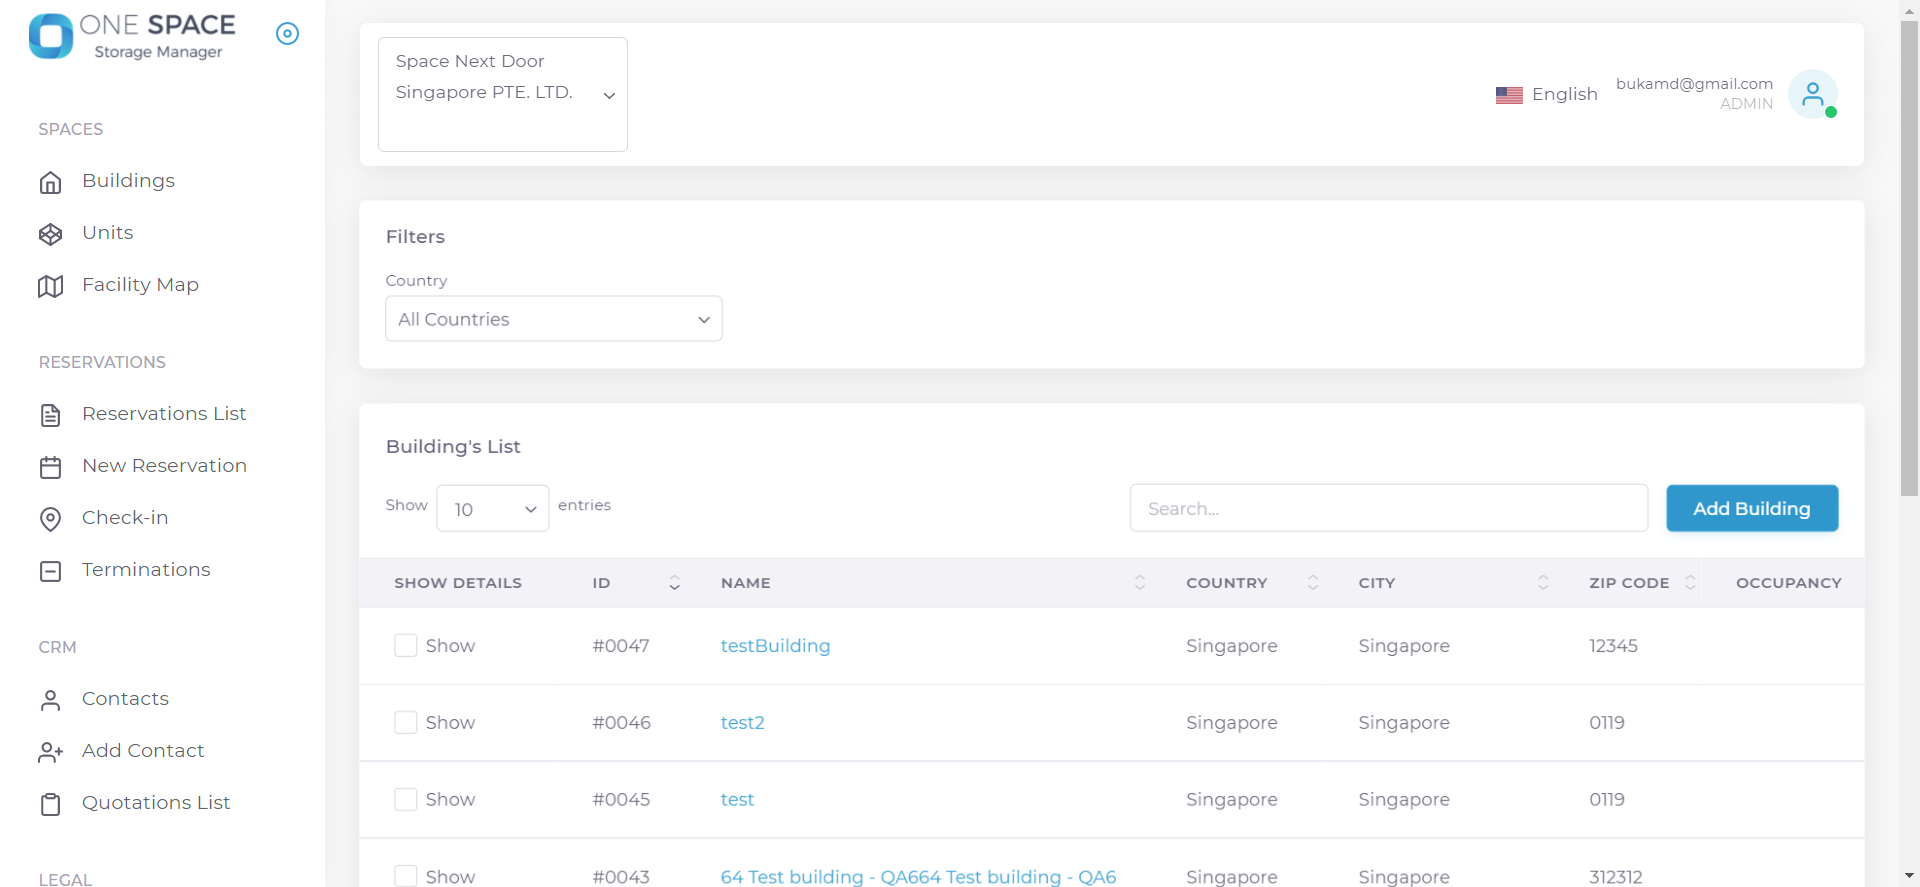 ONE SPACE
Storage Manager
SPACES
Buildings
Units
Facility Map
RESERVATIONS
Reservations List
New Reservation
Check-in
Terminations
CRM
Contacts
Add Contact
Quotations List
LEGAL
Space Next Door
Singapore PTE. LTD.
English
bukamd@gmail.com
ADMIN
Filters
Country
All Countries
Building's List
Show 10 entries
Search...
Add Building
SHOW DETAILS ID NAME COUNTRY CITY ZIP CODE OCCUPANCY
Show #0047 testBuilding Singapore Singapore 12345
Show #0046 test2 Singapore Singapore 0119
Show #0045 test Singapore Singapore 0119
Show #0043 64 Test building - QA664 Test building - QA6 Singapore Singapore 312312